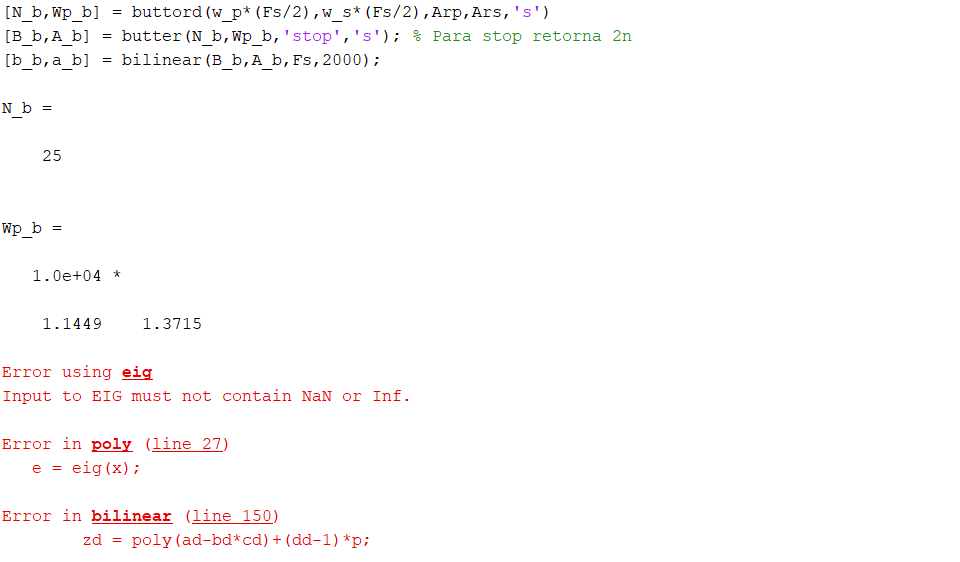 [N_b,Wp_b] = buttord(w_p*(Fs/2),w_s*(Fs/2),Arp,Ars,'s')
[B_b,A_b] = butter(N_b,Wp_b,'stop','s'); % Para stop retorna 2n
[b_b,a_b] = bilinear(B_b,A_b,Fs,2000);
N_b =
25
Wp_b =
1.0e+04 *
1.1449    1.3715
Error using eig
Input to EIG must not contain NaN or Inf.
Error in poly (line 27)
e = eig(x);
Error in bilinear (line 150)
zd = poly(ad-bd*cd)+(dd-1)*p;